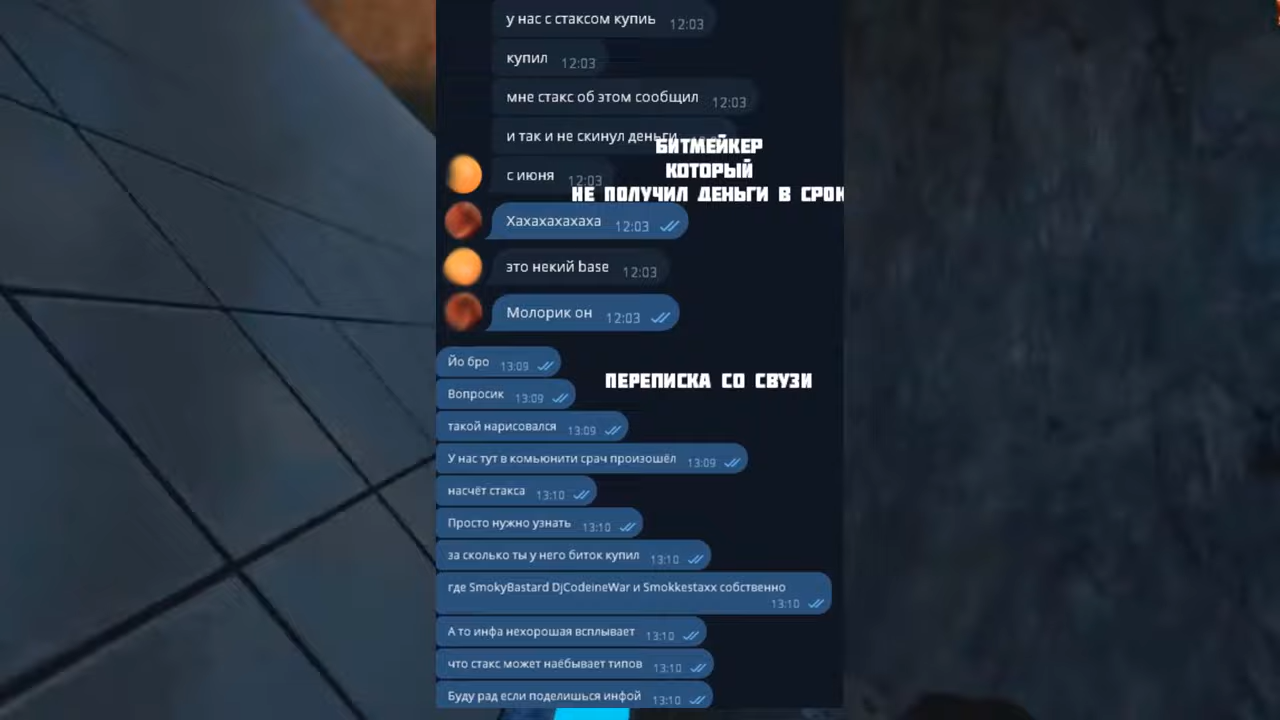 у нас с стаксом купиь 12:03
купил 12:03
мне стакс об этом сообщил 12:03
и так и не скинул деньги
БИТМЕЙКЕР
КОТОРЫЙ
с июня 12:03
НЕ ПОЛУЧИЛ ДЕНЬГИ В СРОК
Хахахахахаха 12:03
это некий base 12:03
Молорик он 12:03
Йо бро 13:09
ПЕРЕПИСКА СО СВУЗИ
Вопросик 13:09
такой нарисовался 13:09
У нас тут в комьюнити срач произошёл 13:09
насчёт стакса 13:10
Просто нужно узнать 13:10
за сколько ты у него биток купил 13:10
где SmokyBastard DjCodeineWar и Smokkestaxx собственно
13:10
А то инфа нехорошая всплывает 13:10
что стакс может наёбывает типов 13:10
Буду рад если поделишься инфой 13:10